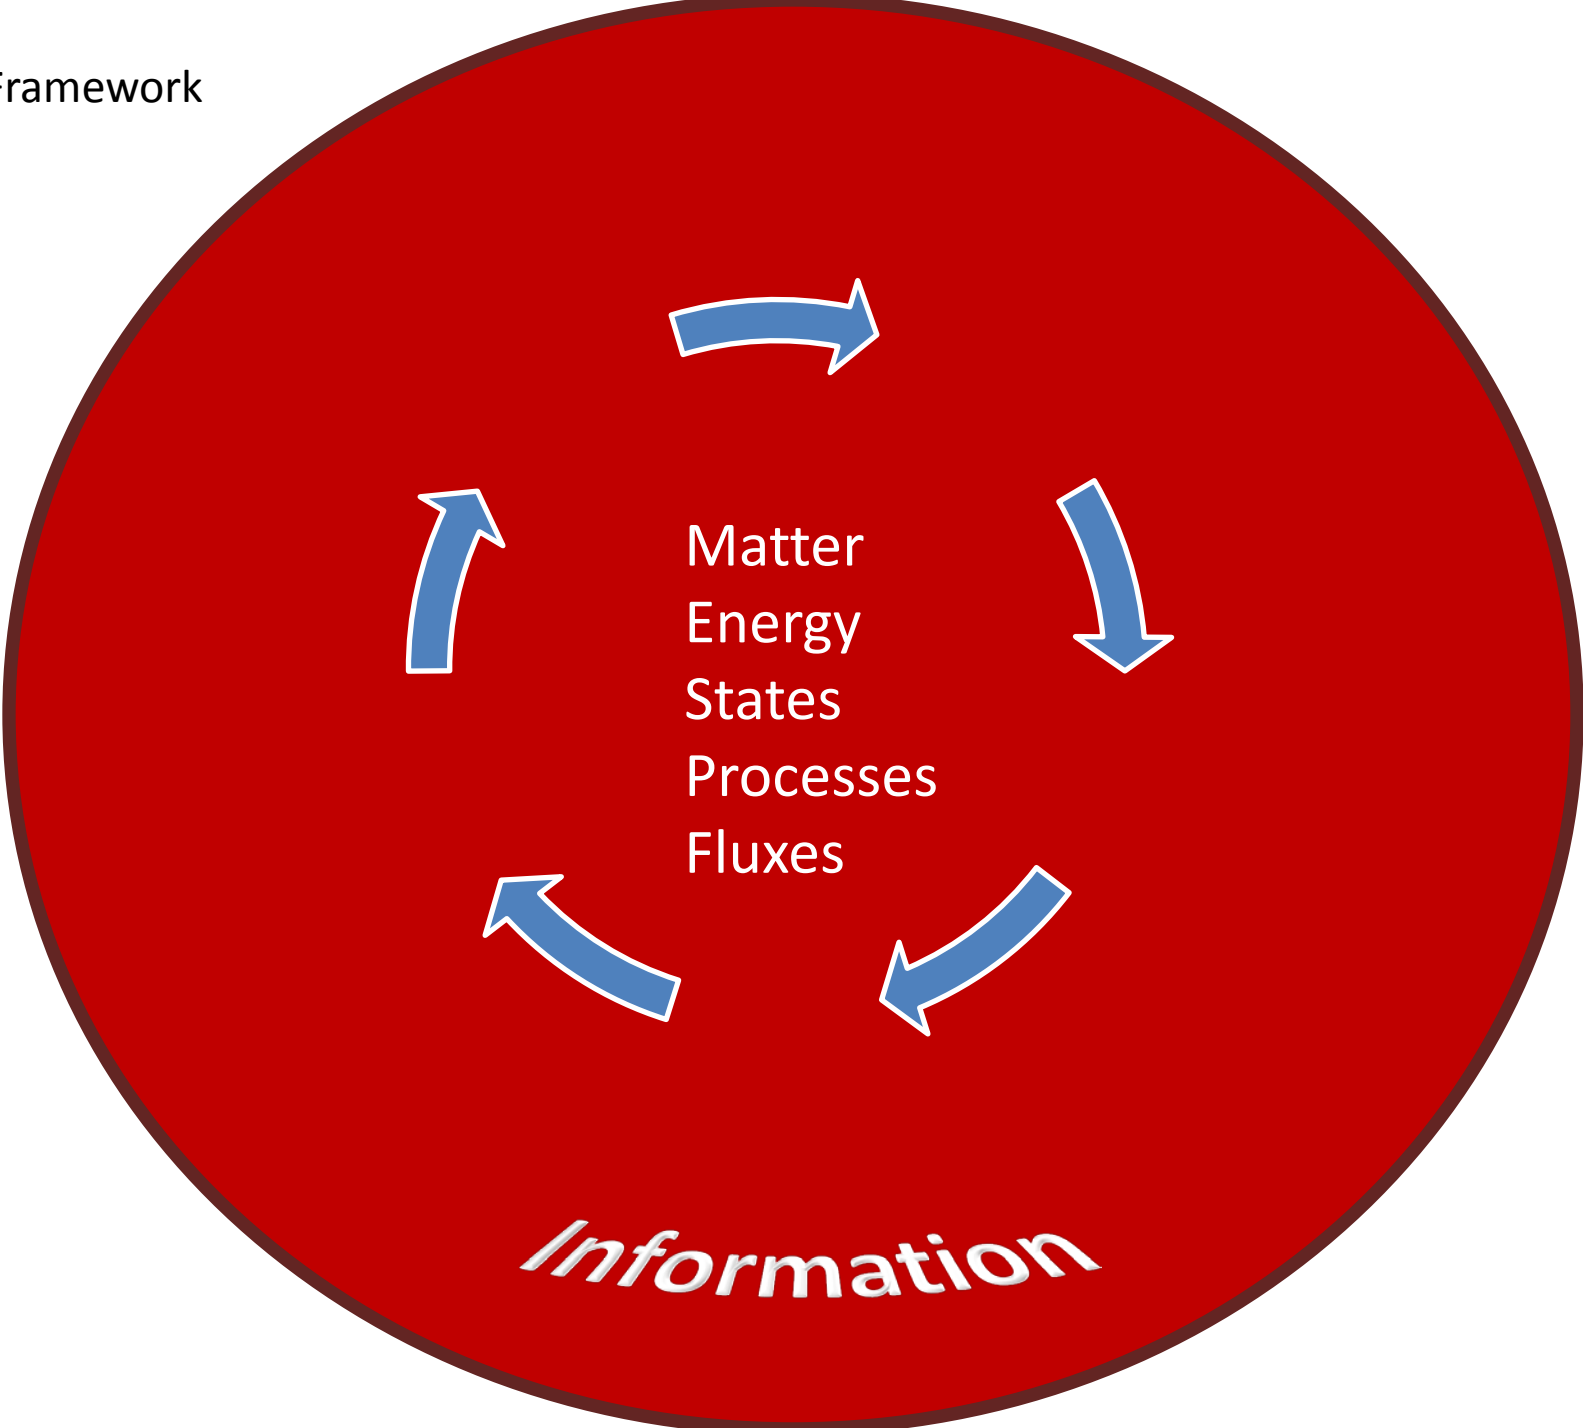 Framework
Matter
Energy
States
Processes
Fluxes
Information